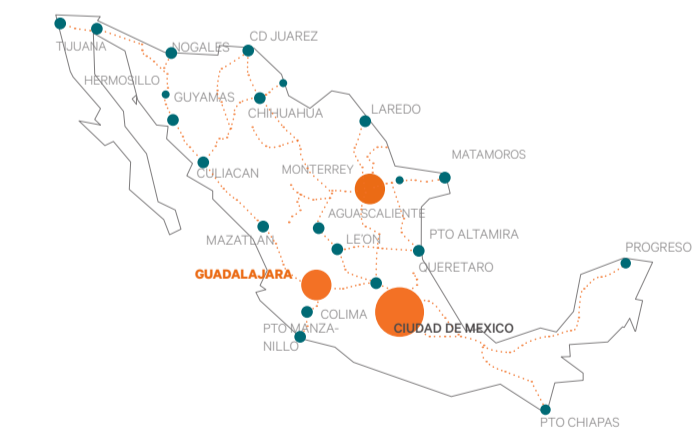 CD JUAREZ
TIJUANA
NOGALES
HERMOSILLO
GUYAMAS
CHIHUAHUA
LAREDO
MATAMOROS
MONTERREY
CULIACAN
AGUASCALIENTE
PTO ALTAMIRA
MAZATLAN
LE'ON
PROGRESO
QUERETARO
GUADALAJARA
COLIMA
CIUDAD DE MEXICO
PTO MANZA-
NILLO
PTO CHIAPAS